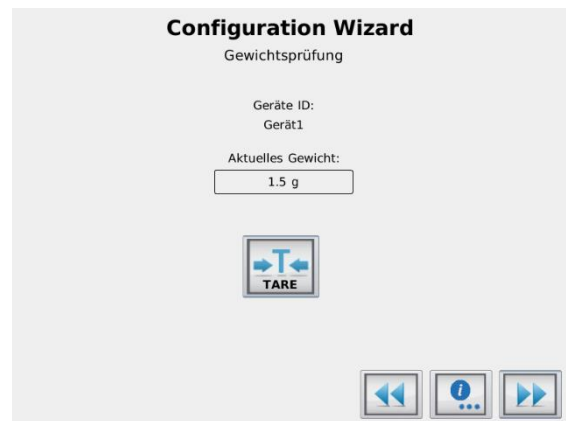 Configuration Wizard
Gewichtsprüfung
Geräte ID:
Gerät1
Aktuelles Gewicht:
1.5 g
T
TARE
i